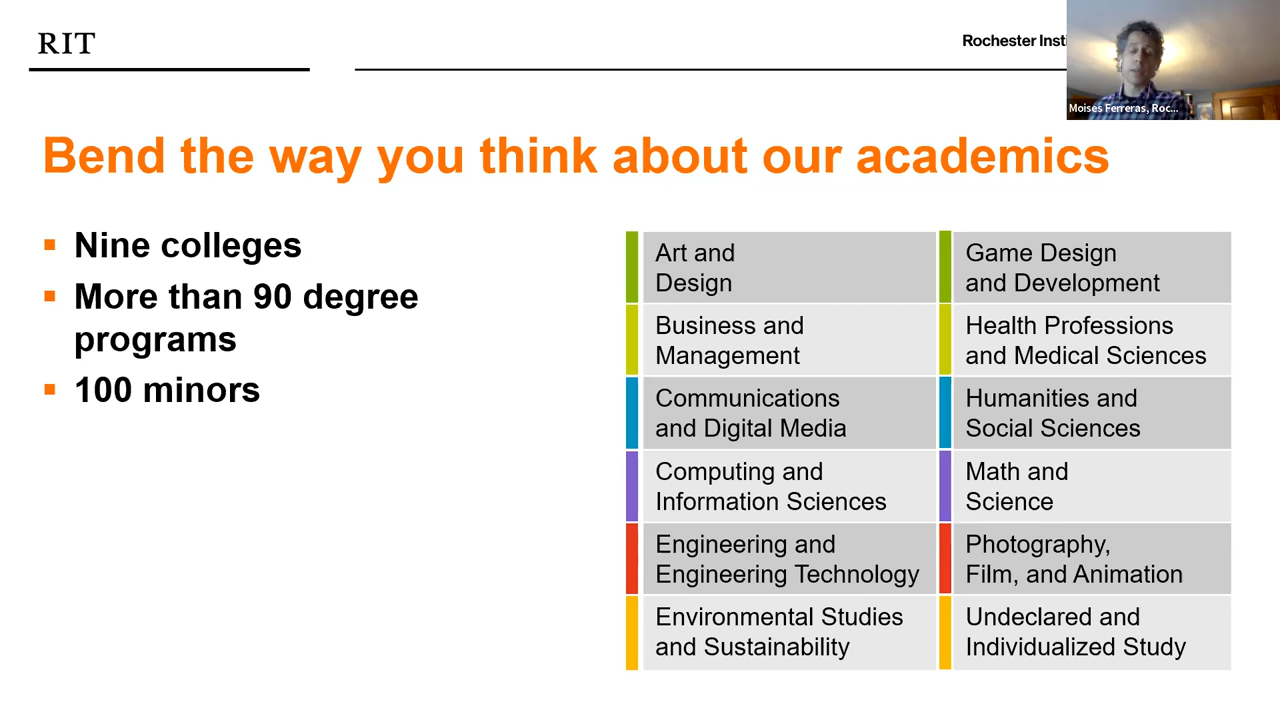 RIT
Rochester Insti
Moises Ferreras, Roc...
Bend the way you think about our academics
Nine colleges
More than 90 degree
programs
100 minors
Art and
Design
Game Design
and Development
Business and
Management
Health Professions
and Medical Sciences
Communications
and Digital Media
Humanities and
Social Sciences
Computing and
Information Sciences
Math and
Science
Engineering and
Engineering Technology
Photography,
Film, and Animation
Environmental Studies
and Sustainability
Undeclared and
Individualized Study